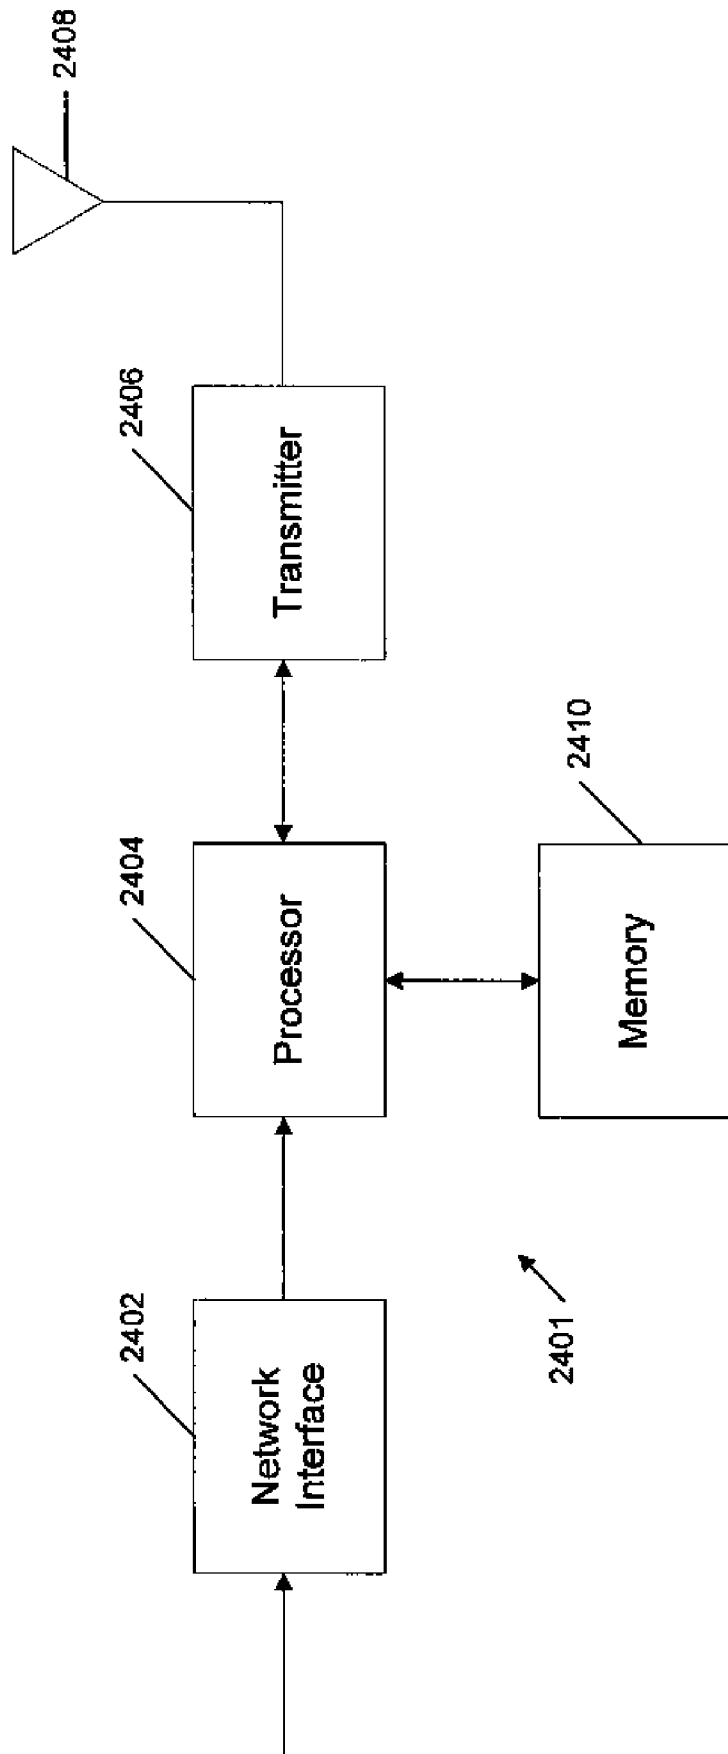 2402
Network
Interface
2404
Processor
2406
Transmitter
2408
2401
Memory
2410